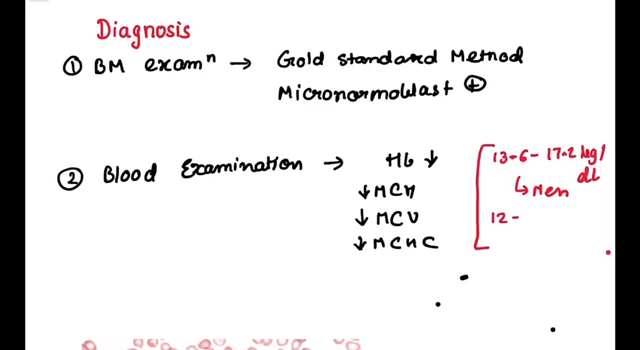 Diagnosis
① BM examⁿ → Gold Standard Method
Micronormoblast ⊕
② Blood Examination → Hb ↓
↓ MCH
↓ MCV
↓ MCHC
[ 13-6 - 17-2 kg/dl
↳ Men
12 -